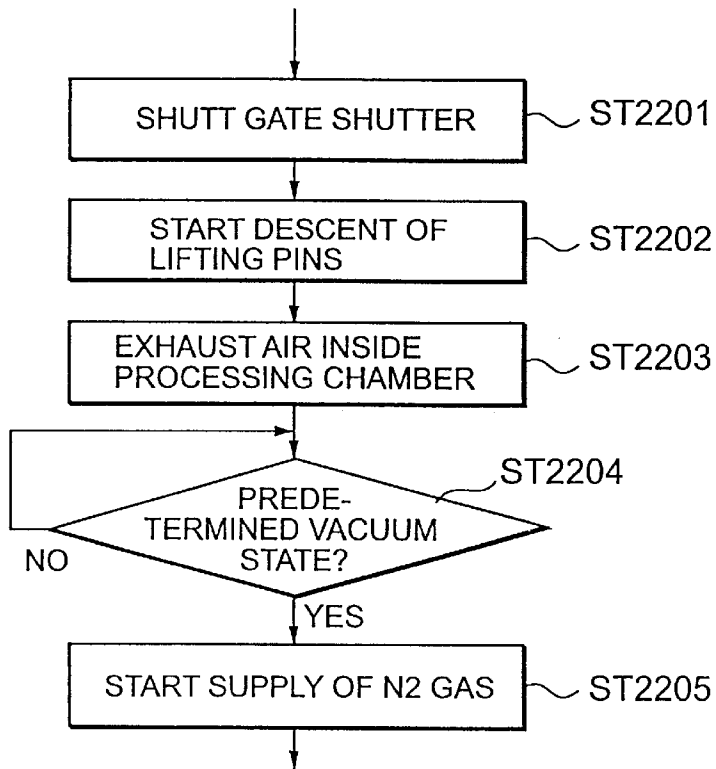 SHUTT GATE SHUTTER
ST2201
START DESCENT OF
LIFTING PINS
ST2202
EXHAUST AIR INSIDE
PROCESSING CHAMBER
ST2203
ST2204
PREDE-
TERMINED VACUUM
STATE?
NO
YES
START SUPPLY OF N2 GAS
ST2205